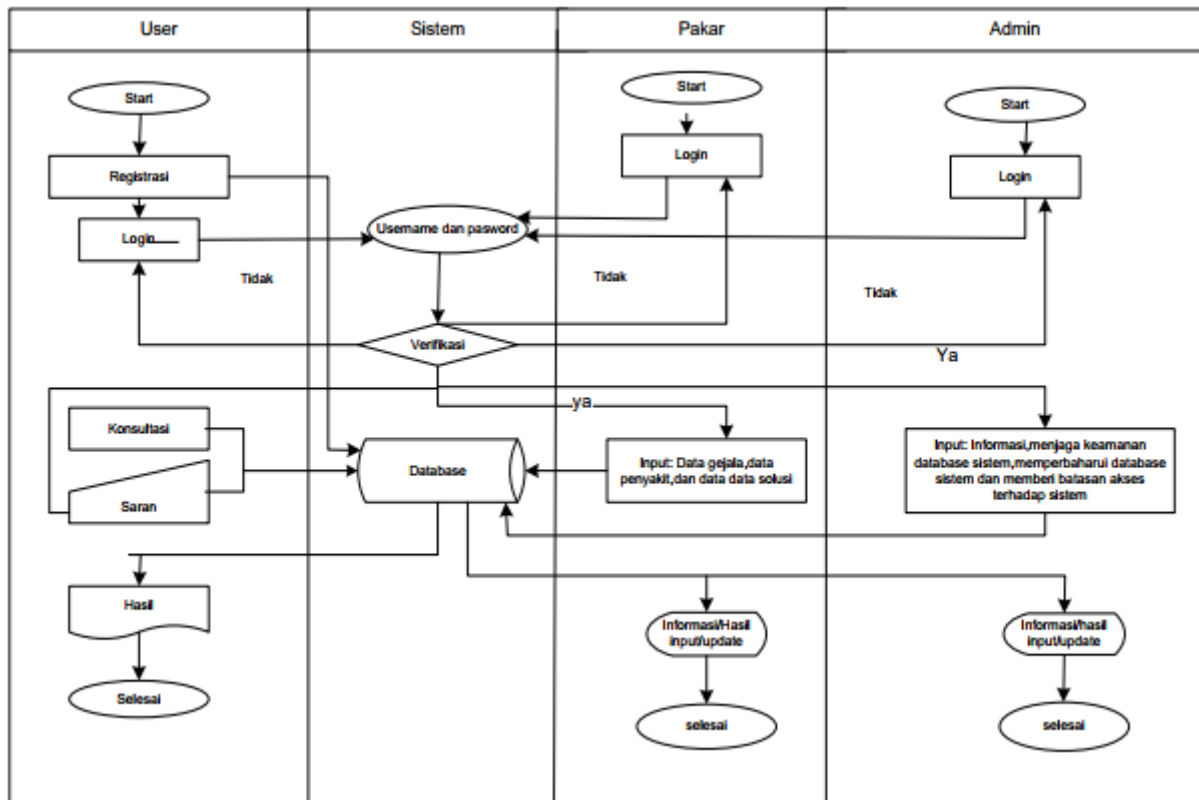 User
Sistem
Pakar
Admin
Start
Start
Start
Registrasi
Login
Login
Login
Username dan pasword
Tidak
Tidak
Tidak
Verifikasi
Ya
ya
Konsultasi
Saran
Database
Input: Data gejala,data
penyakit,dan data data solusi
Input: Informasi,menjaga keamanan
database sistem,memperbaharui database
sistem dan memberi batasan akses
terhadap sistem
Hasil
Informasi/Hasil
input/update
Informasi/hasil
input/update
Selesai
selesai
selesai